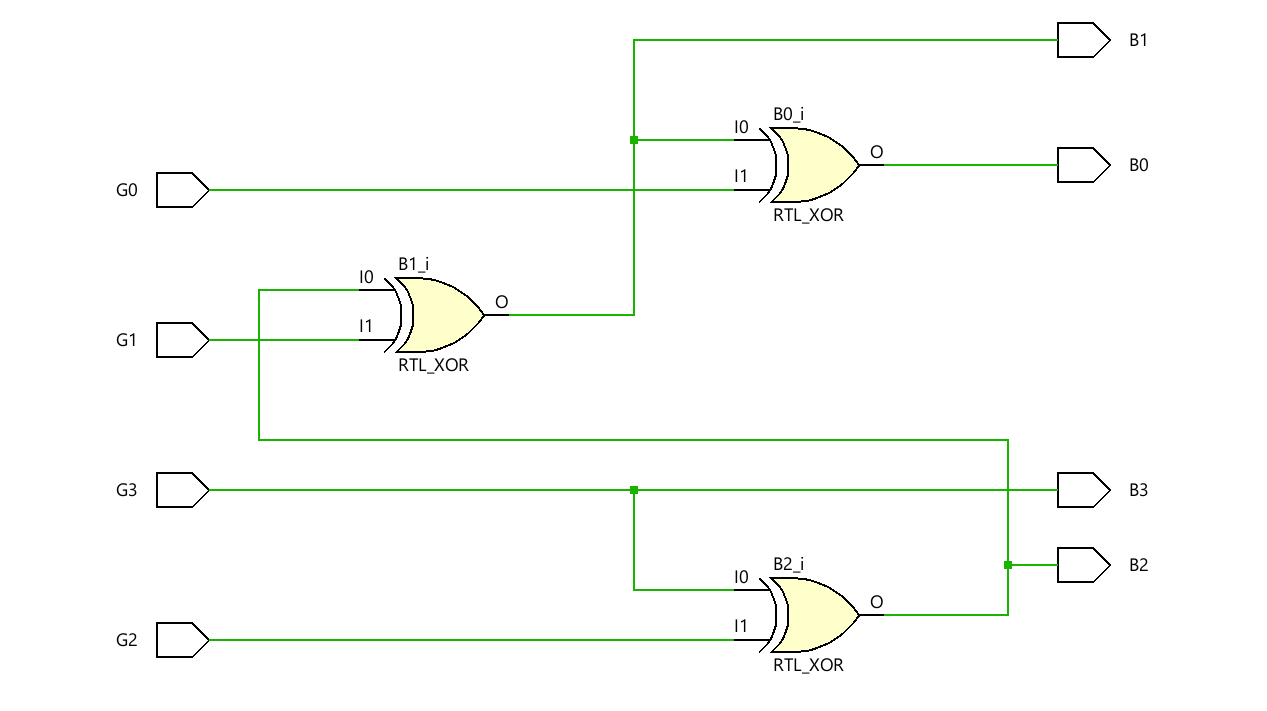 B1
B0_i
I0
O
B0
I1
G0
RTL_XOR
B1_i
I0
O
I1
G1
RTL_XOR
G3
B3
B2_i
B2
I0
O
I1
G2
RTL_XOR